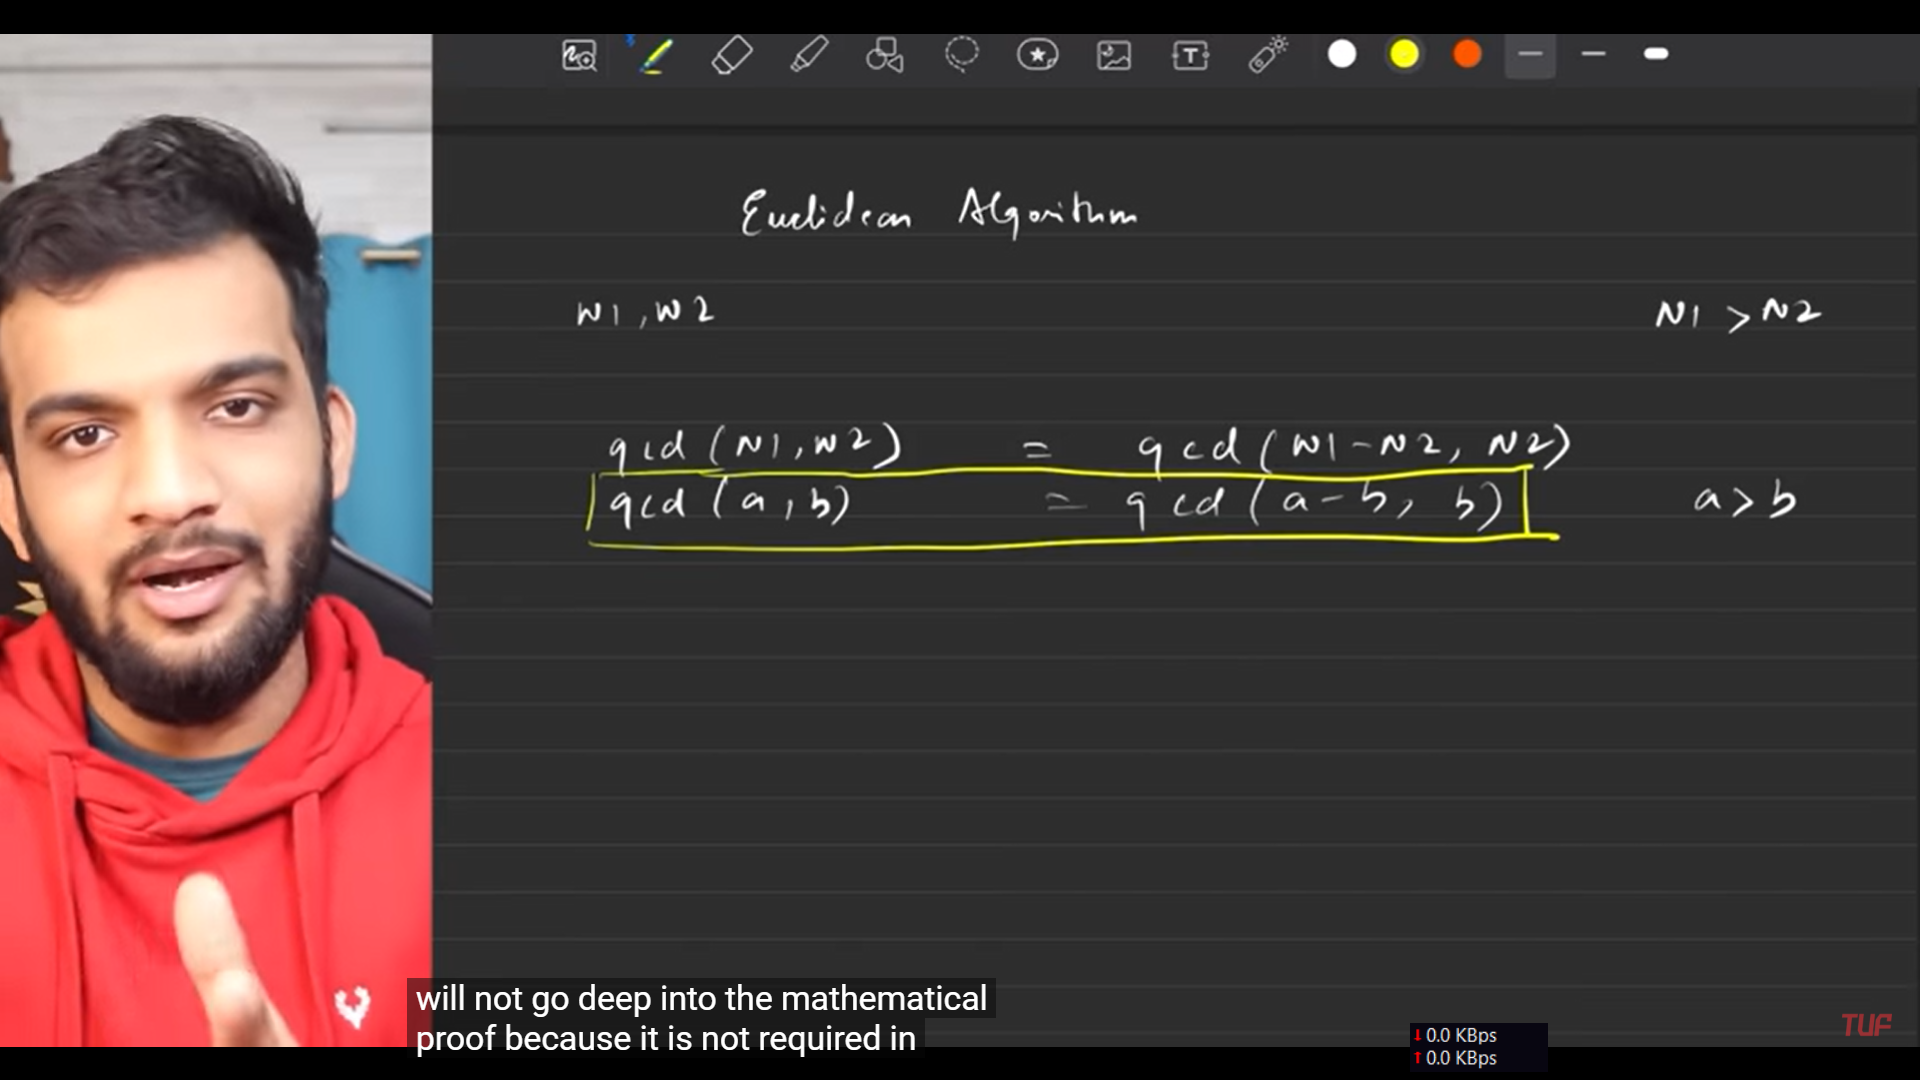 Euclidean Algorithm
N1, N2
N1 > N2
gcd (N1, N2) = gcd (N1 - N2, N2)
gcd (a, b) = gcd (a - b, b)
a > b
will not go deep into the mathematical
proof because it is not required in
↓ 0.0 KBps
↑ 0.0 KBps
TUF